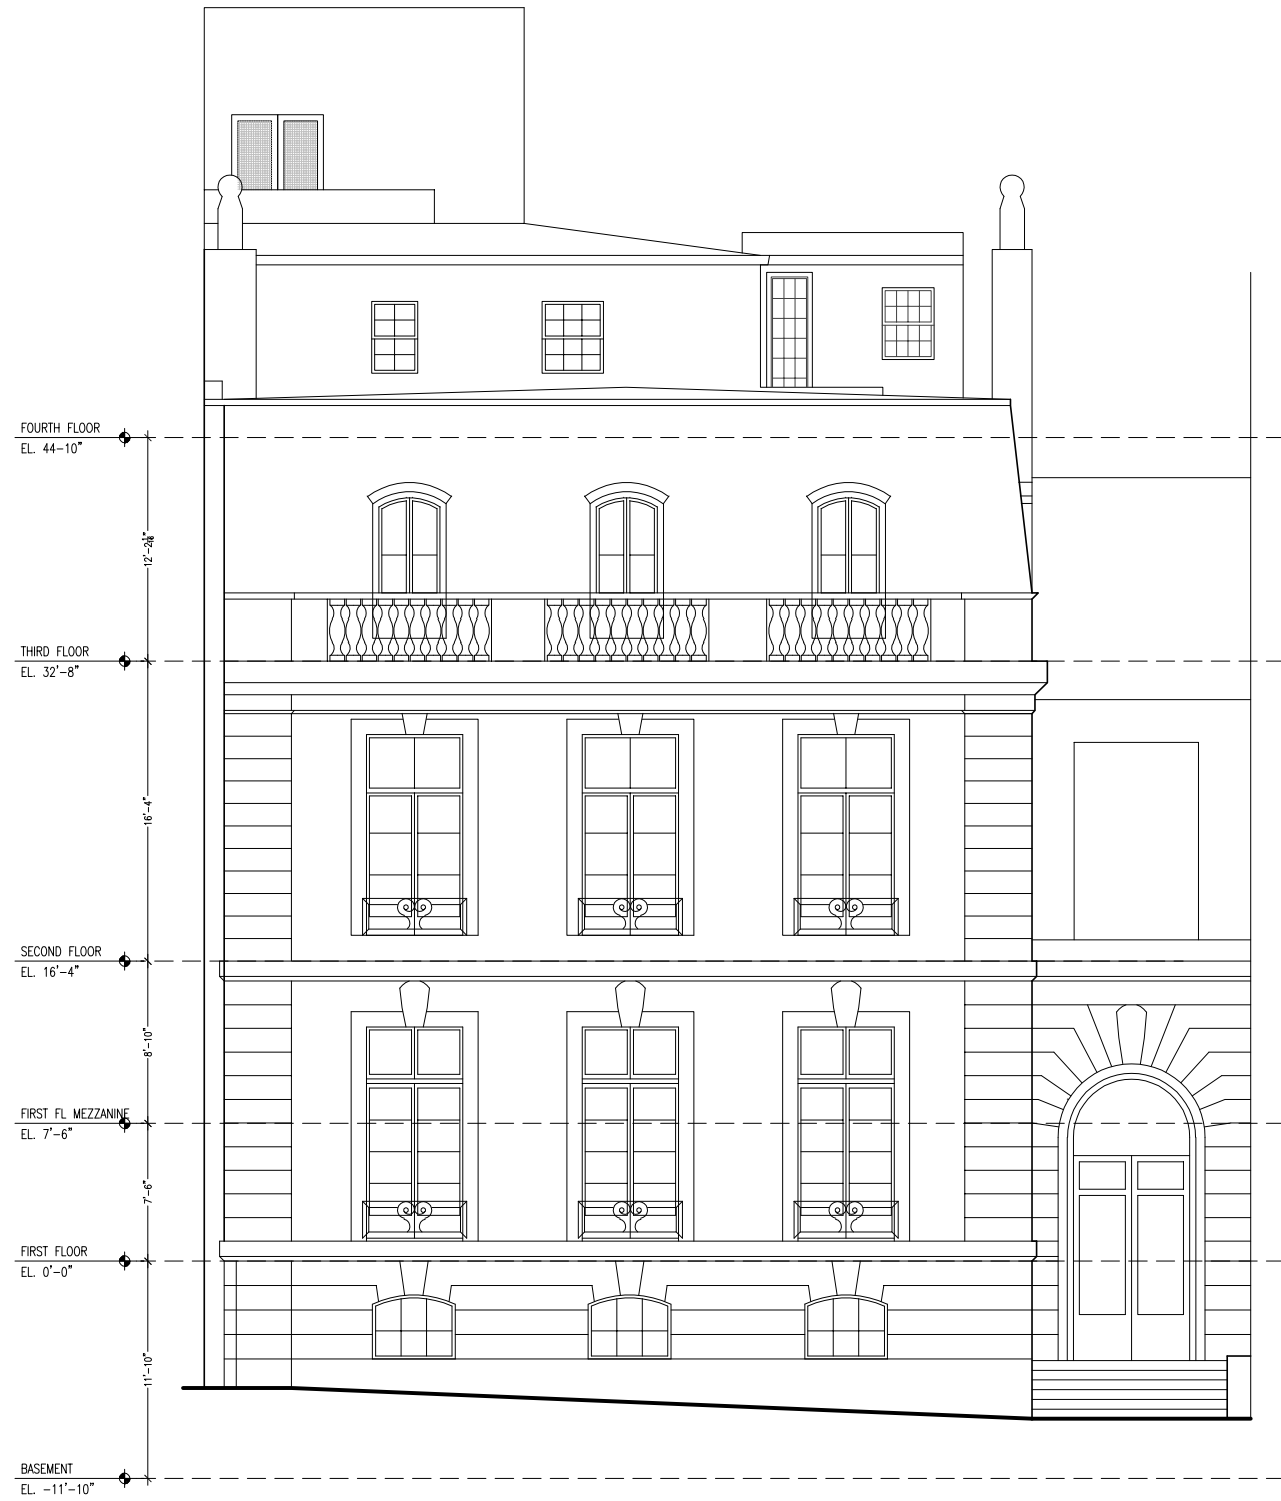 FOURTH FLOOR
EL. 44-10"
THIRD FLOOR
EL. 32'-8"
16'-4"
SECOND FLOOR
EL. 16'-4"
8'-10"
FIRST FL MEZZANINE
EL. 7'-6"
7'-6"
FIRST FLOOR
EL. 0'-0"
11'-10"
BASEMENT
EL. -11'-10"